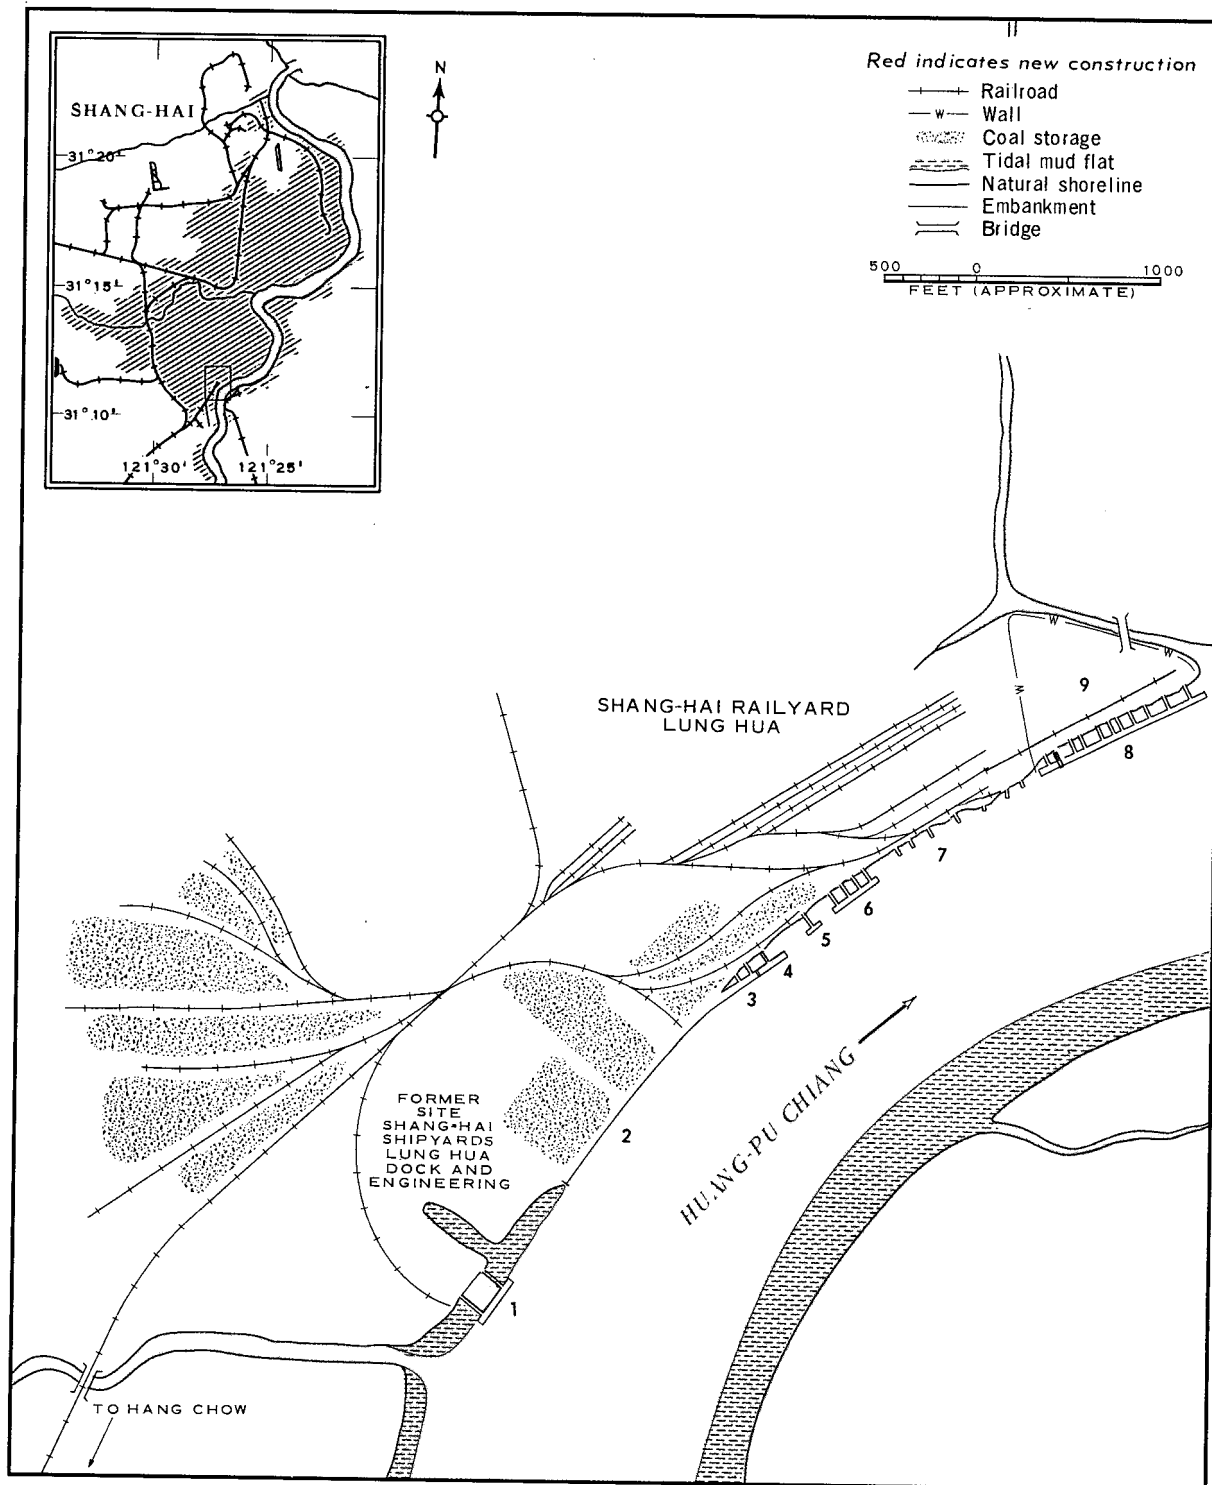 SHANG-HAI
31°20'
31°15'
31°10'
121°30'
121°25'
N
Red indicates new construction
Railroad
W
Wall
Coal storage
Tidal mud flat
Natural shoreline
Embankment
Bridge
500 0 1000
FEET (APPROXIMATE)
W
W
W
9
8
SHANG-HAI RAILYARD
LUNG HUA
7
6
5
4
3
HUANG-PU CHIANG
FORMER
SITE
SHANG-HAI
SHIPYARDS
LUNG HUA
DOCK AND
ENGINEERING
2
1
TO HANG CHOW